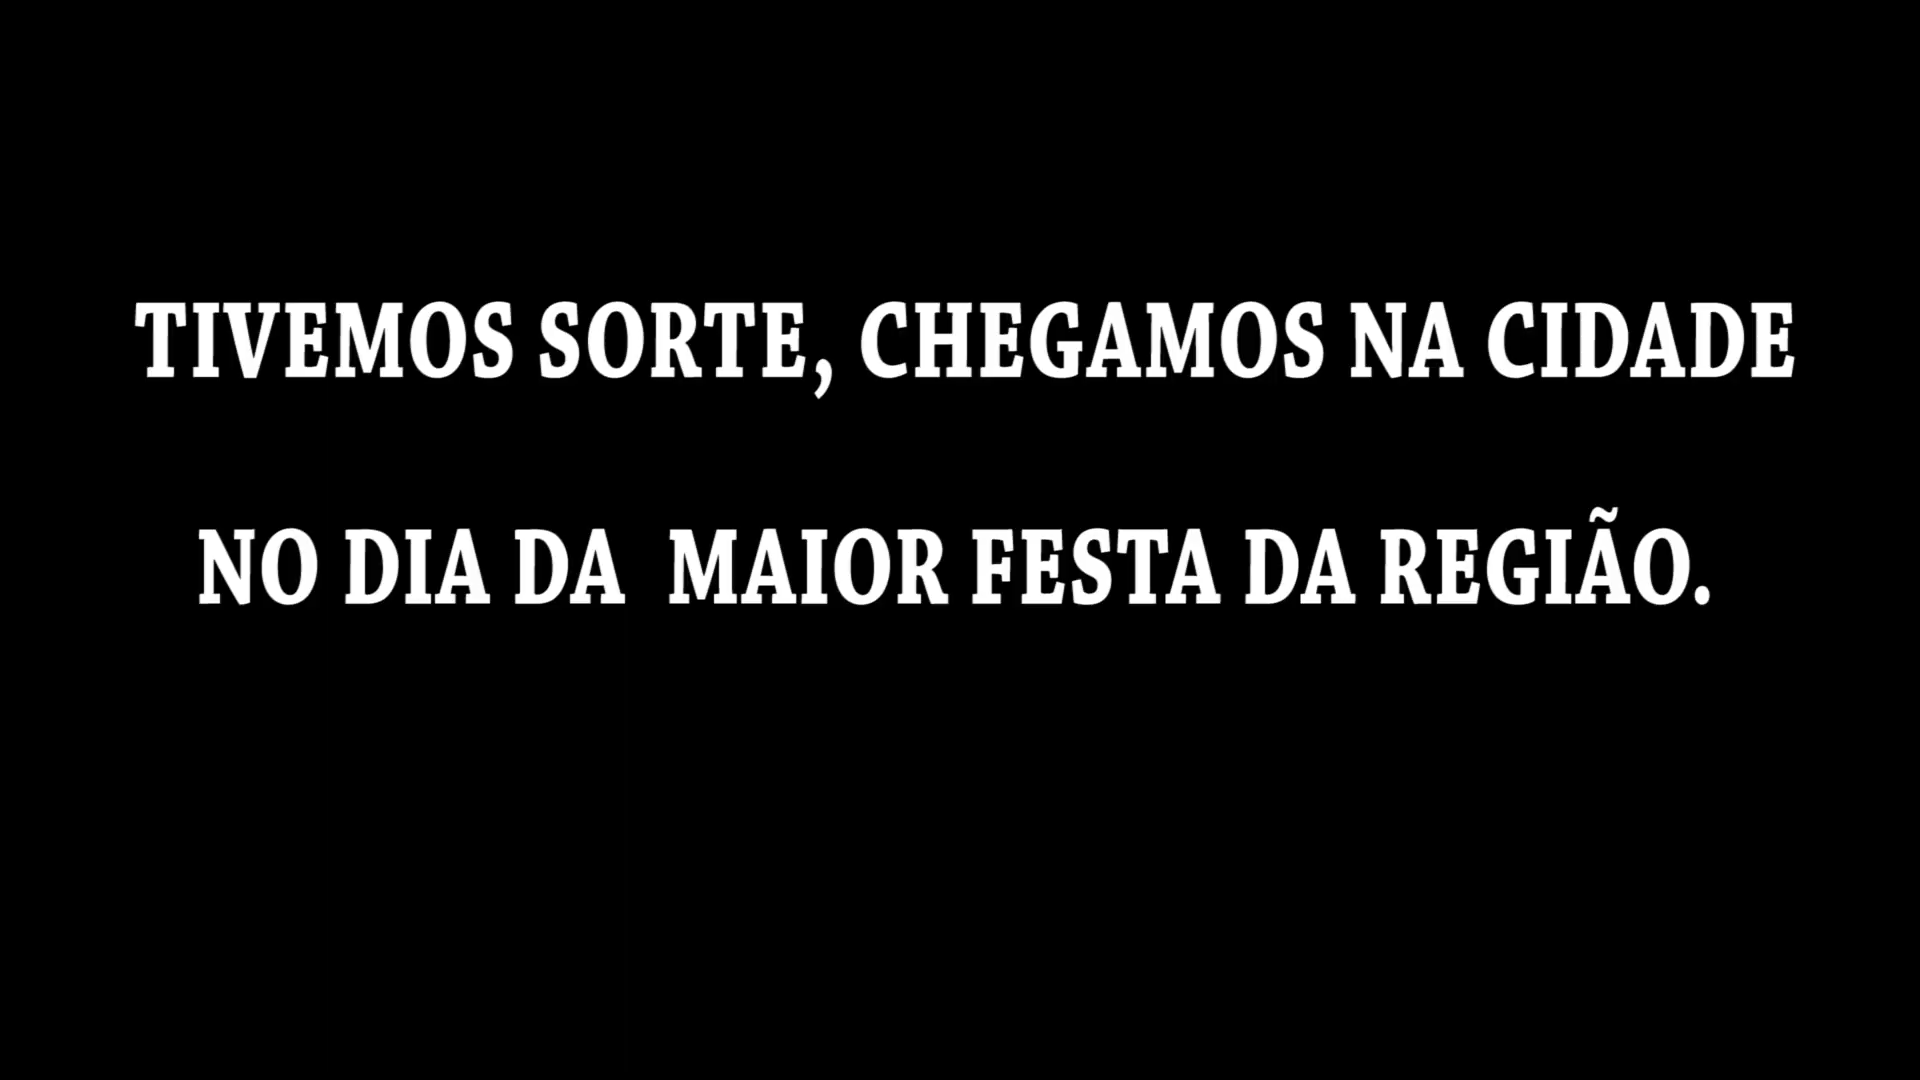 TIVEMOS SORTE, CHEGAMOS NA CIDADE
NO DIA DA  MAIOR FESTA DA REGIÃO.